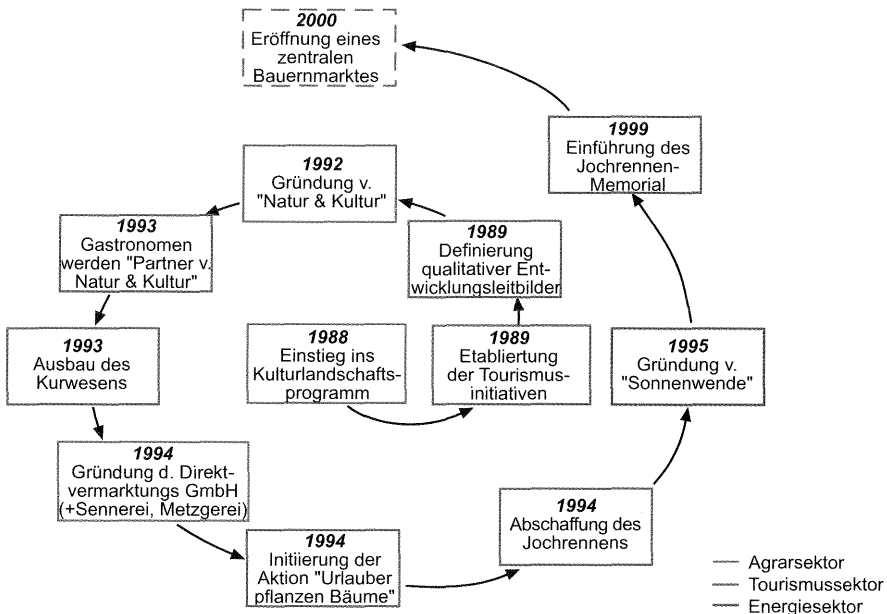 2000
Eröffnung eines
zentralen
Bauernmarktes
1999
Einführung des
Jochrennen-
Memorial
1992
Gründung v.
"Natur & Kultur"
1993
Gastronomen
werden "Partner v.
Natur & Kultur"
1989
Definierung
qualitativer Ent-
wicklungsleitbilder
1993
Ausbau des
Kurwesens
1988
Einstieg ins
Kulturlandschafts-
programm
1989
Etabliertung
der Tourismus-
initiativen
1995
Gründung v.
"Sonnenwende"
1994
Gründung d. Direkt-
vermarktungs GmbH
(+Sennerei, Metzgerei)
1994
Initiierung der
Aktion "Urlauber
pflanzen Bäume"
1994
Abschaffung des
Jochrennens
Agrarsektor
Tourismussektor
Energiesektor